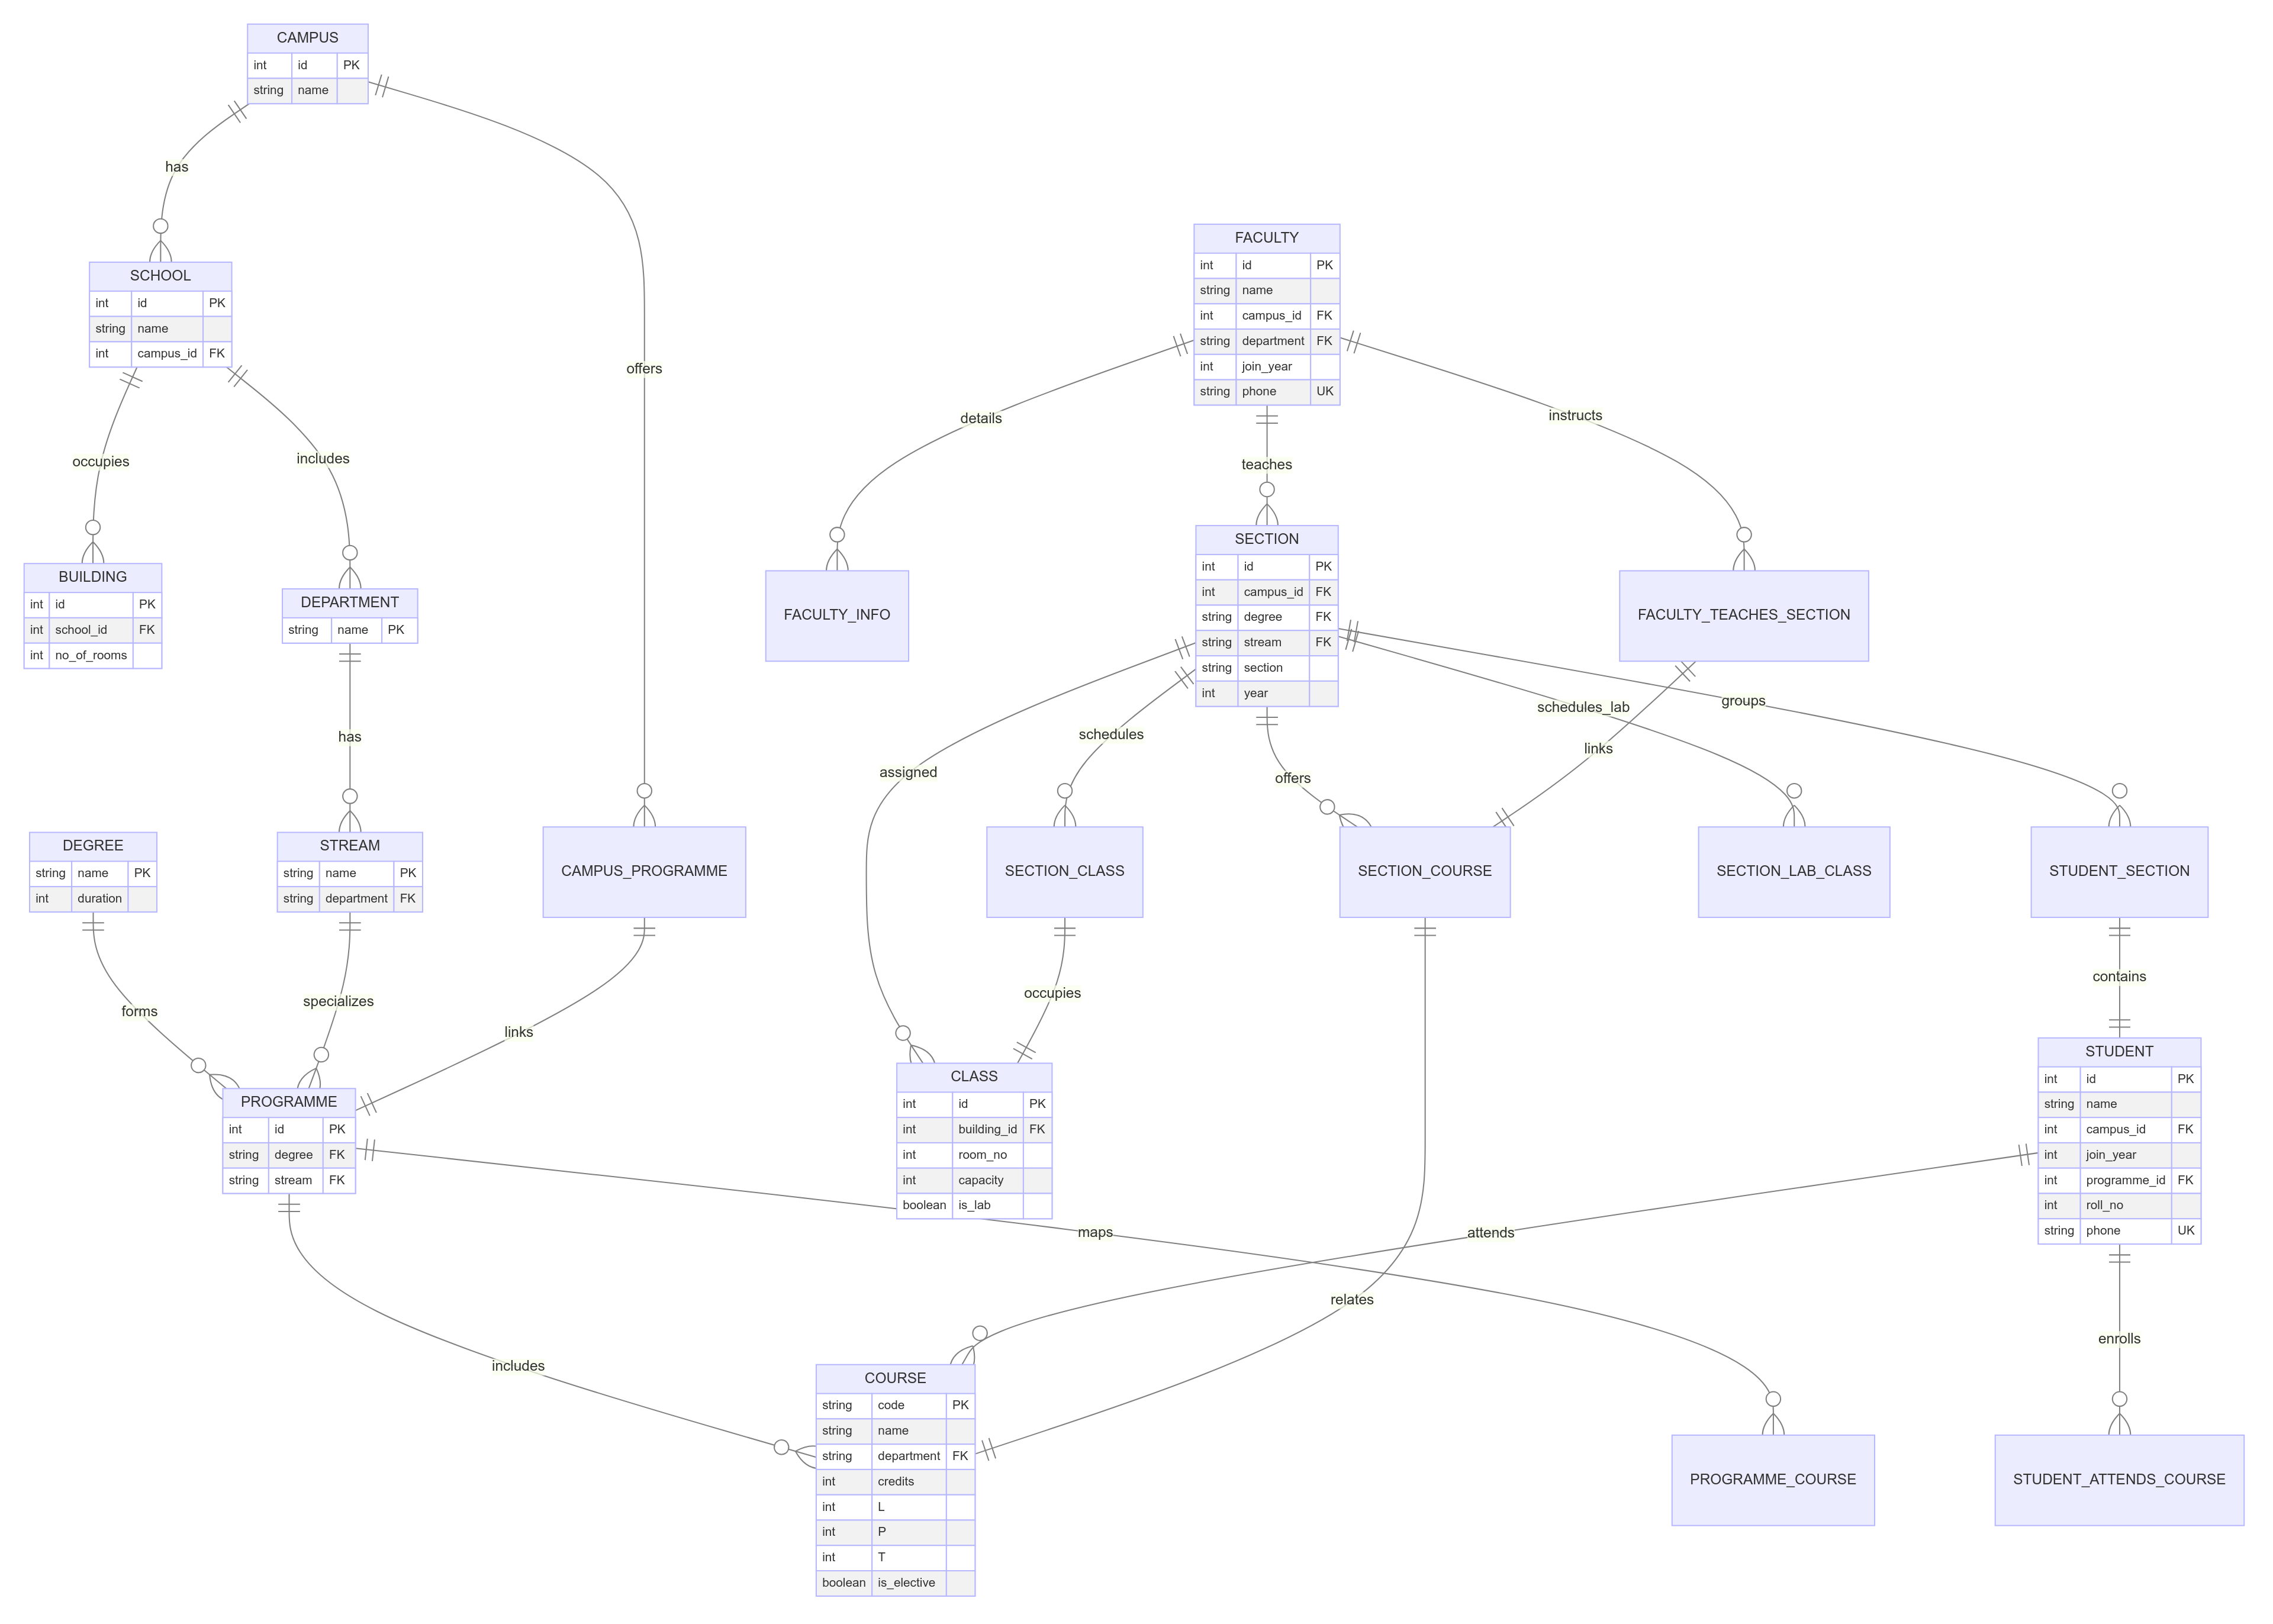 CAMPUS
int id PK
string name
has
offers
SCHOOL
int id PK
string name
int campus_id FK
occupies
includes
BUILDING
int id PK
int school_id FK
int no_of_rooms
DEPARTMENT
string name PK
has
DEGREE
string name PK
int duration
STREAM
string name PK
string department FK
CAMPUS_PROGRAMME
forms
specializes
links
PROGRAMME
int id PK
string degree FK
string stream FK
includes
maps
FACULTY
int id PK
string name
int campus_id FK
string department FK
int join_year
string phone UK
details
teaches
instructs
FACULTY_INFO
SECTION
int id PK
int campus_id FK
string degree FK
string stream FK
string section
int year
FACULTY_TEACHES_SECTION
assigned
schedules
offers
schedules_lab
links
groups
SECTION_CLASS
SECTION_COURSE
SECTION_LAB_CLASS
STUDENT_SECTION
occupies
contains
CLASS
int id PK
int building_id FK
int room_no
int capacity
boolean is_lab
STUDENT
int id PK
string name
int campus_id FK
int join_year
int programme_id FK
int roll_no
string phone UK
attends
relates
enrolls
COURSE
string code PK
string name
string department FK
int credits
int L
int P
int T
boolean is_elective
PROGRAMME_COURSE
STUDENT_ATTENDS_COURSE